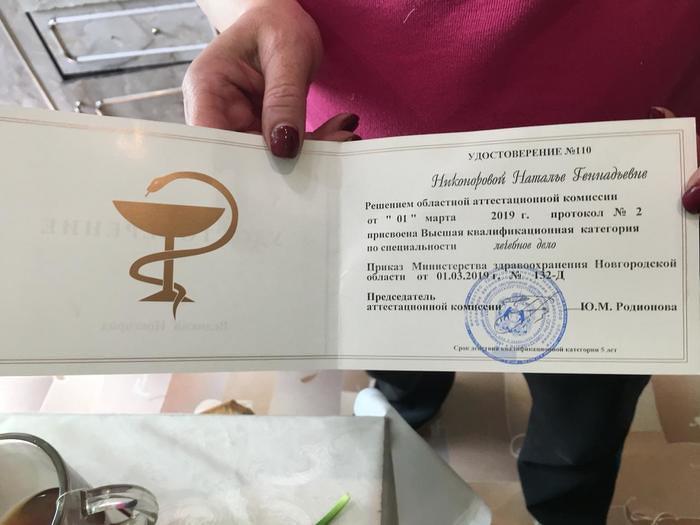 УДОСТОВЕРЕНИЕ №110
Никоноровой Наталье Геннадьевне
Решением областной аттестационной комиссии
от " 01 " марта 2019 г. протокол № 2
присвоена Высшая квалификационная категория
по специальности лечебное дело
Приказ Министерства здравоохранения Новгородской
области от 01.03.2019 г. № 132-Д
Председатель
аттестационной комиссии Ю.М. Родионова
Срок действия квалификационной категории 5 лет